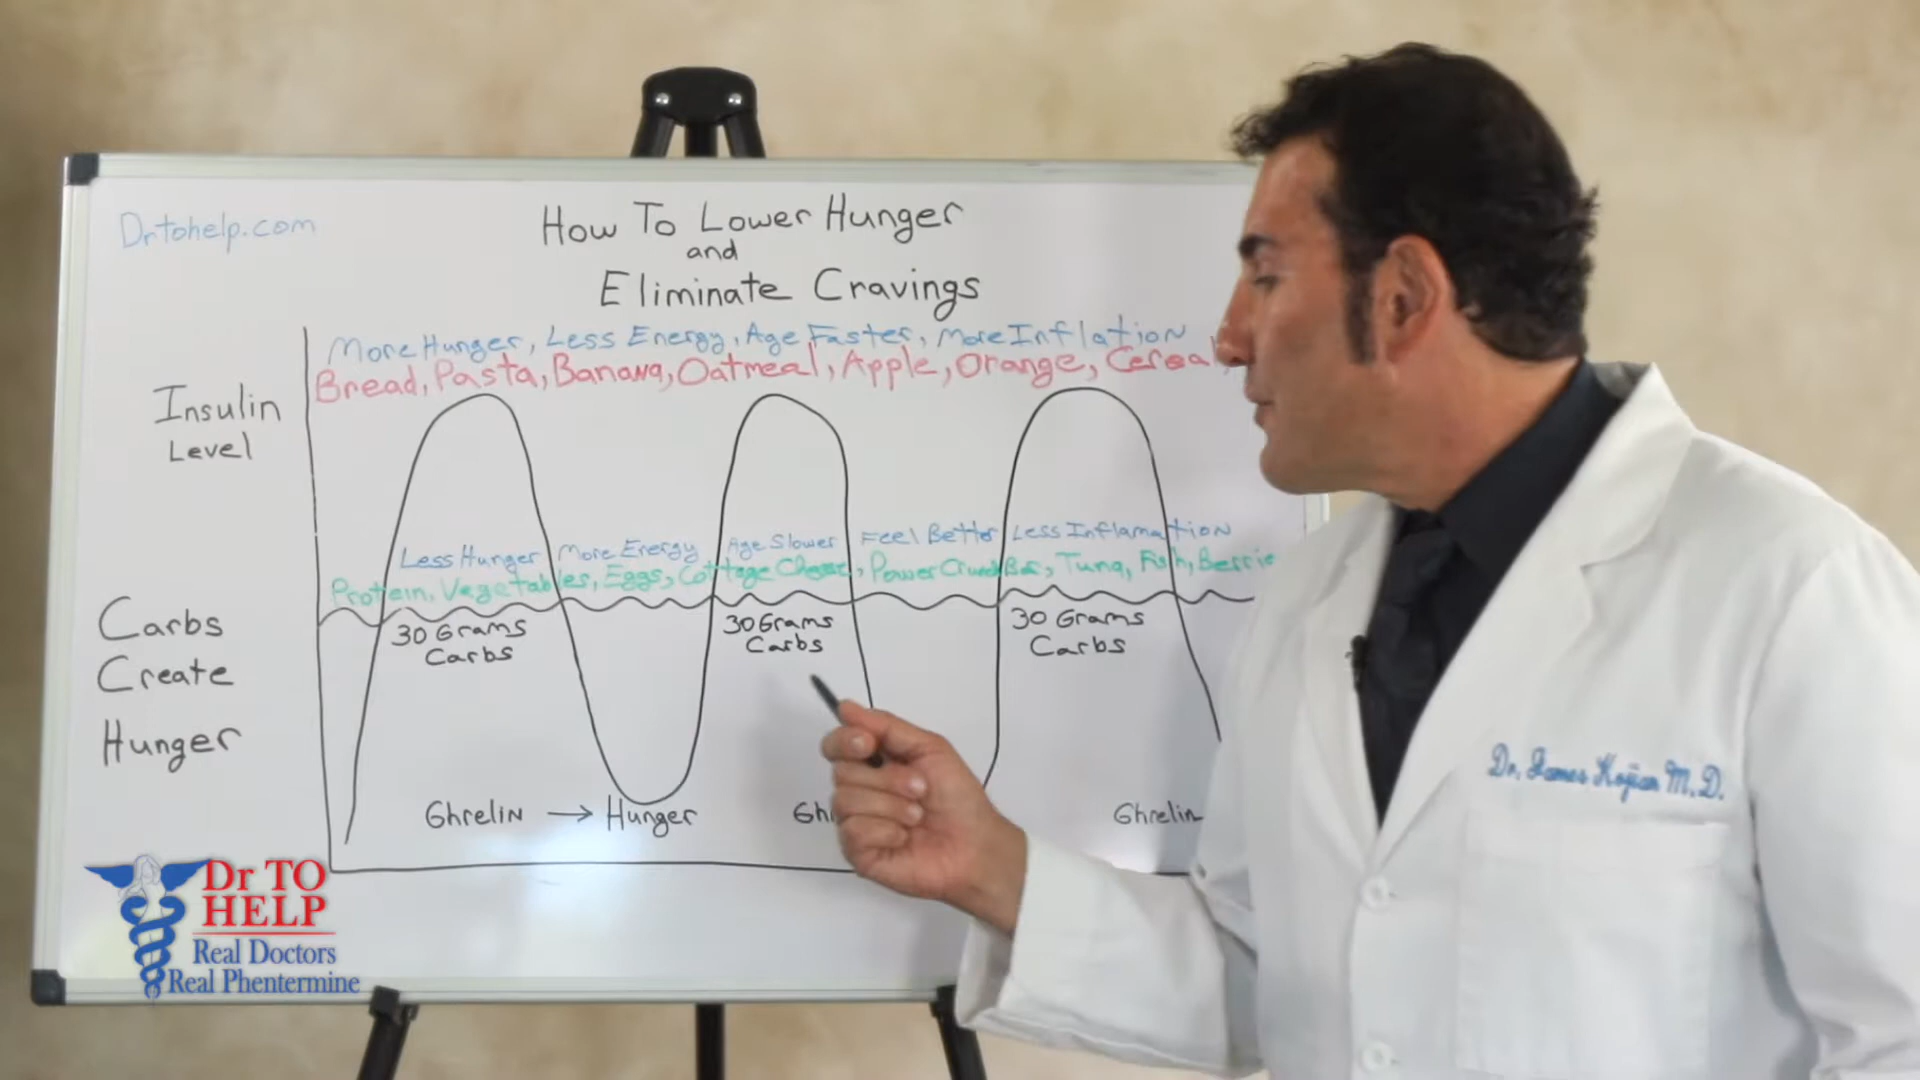 Drtohelp.com
How To Lower Hunger
and
Eliminate Cravings
More Hunger, Less Energy, Age Faster, More Inflation
Bread, Pasta, Banana, Oatmeal, Apple, Orange, Cereal
Insulin
Level
Less Hunger More Energy Age Slower Feel Better Less Inflamation
Protein, Vegetables, Eggs, Cottage Cheese, Power Crunch Bar, Tuna, Fish, Berrie
Carbs
Create
Hunger
30 Grams
Carbs
30 Grams
Carbs
30 Grams
Carbs
Ghrelin → Hunger
Gh
Ghrelin
Dr. James Kojian M.D.
Dr TO
HELP
Real Doctors
Real Phentermine